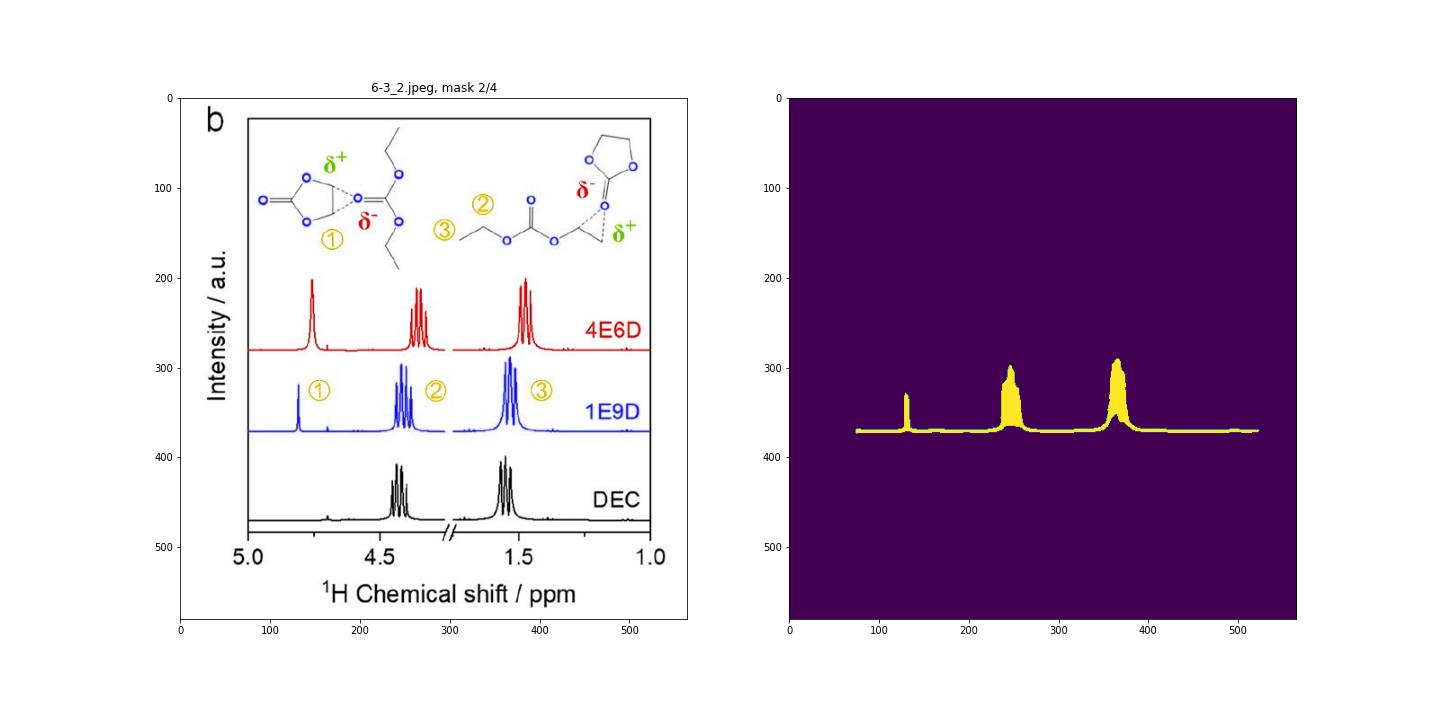 6-3_2.jpeg, mask 2/4
b
Intensity / a.u.
δ+
δ-
①
O
O
O
O
O
O
②
③
O
O
O
O
O
O
δ-
δ+
4E6D
①
②
③
1E9D
DEC
5.0
4.5
1.5
1.0
1H Chemical shift / ppm
0
100
200
300
400
500
0
100
200
300
400
500
0
100
200
300
400
500
0
100
200
300
400
500